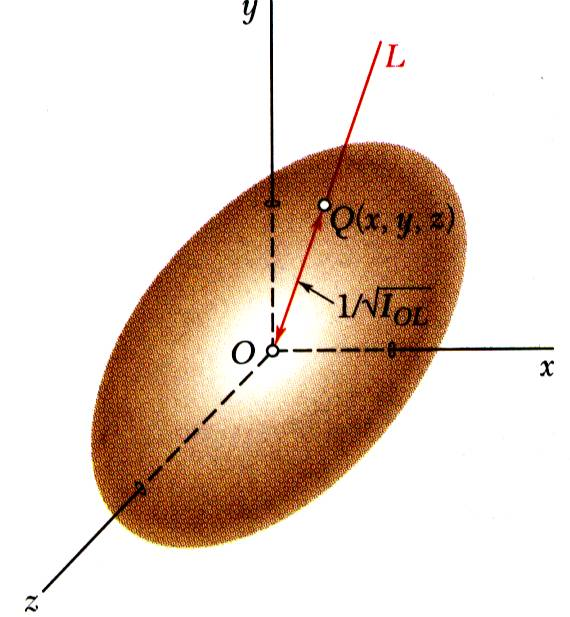 y
L
Q(x, y, z)
1/√I_OL
O
x
z